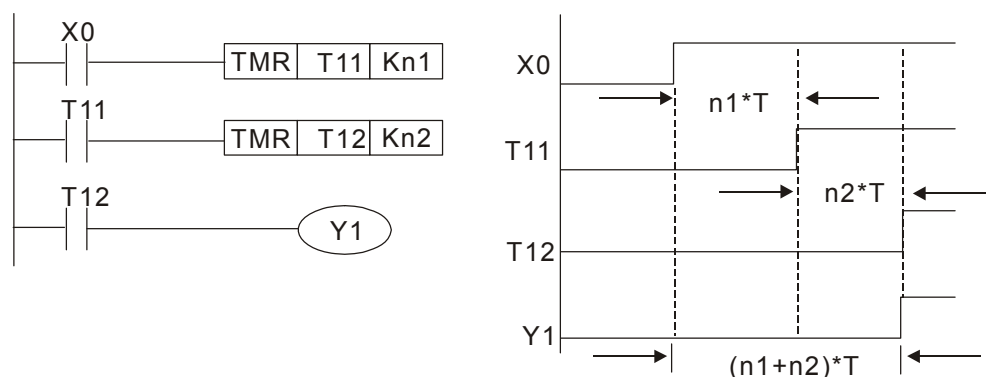 X0
TMR T11 Kn1
T11
TMR T12 Kn2
T12
Y1
X0
n1*T
T11
n2*T
T12
Y1
(n1+n2)*T